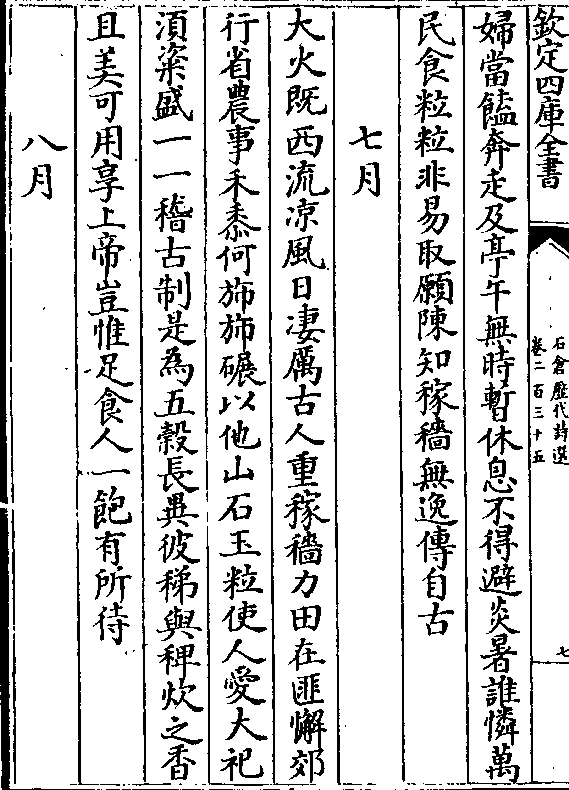 欽定四庫全書
石倉歷代詩選
卷二百三十五
七
婦當饁奔走及亭午無時暫休息不得避炎暑誰憐萬
民食粒粒非易取願陳知稼穡無逸傳自古
七月
大火既西流凉風日凄厲古人重稼穡力田在匪懈郊
行省農事禾黍何斾斾碾以他山石玉粒使人愛大祀
湏粢盛一一稽古制是為五榖長異彼稊與稗炊之香
且美可用享上帝豈惟足食人一飽有所待
八月